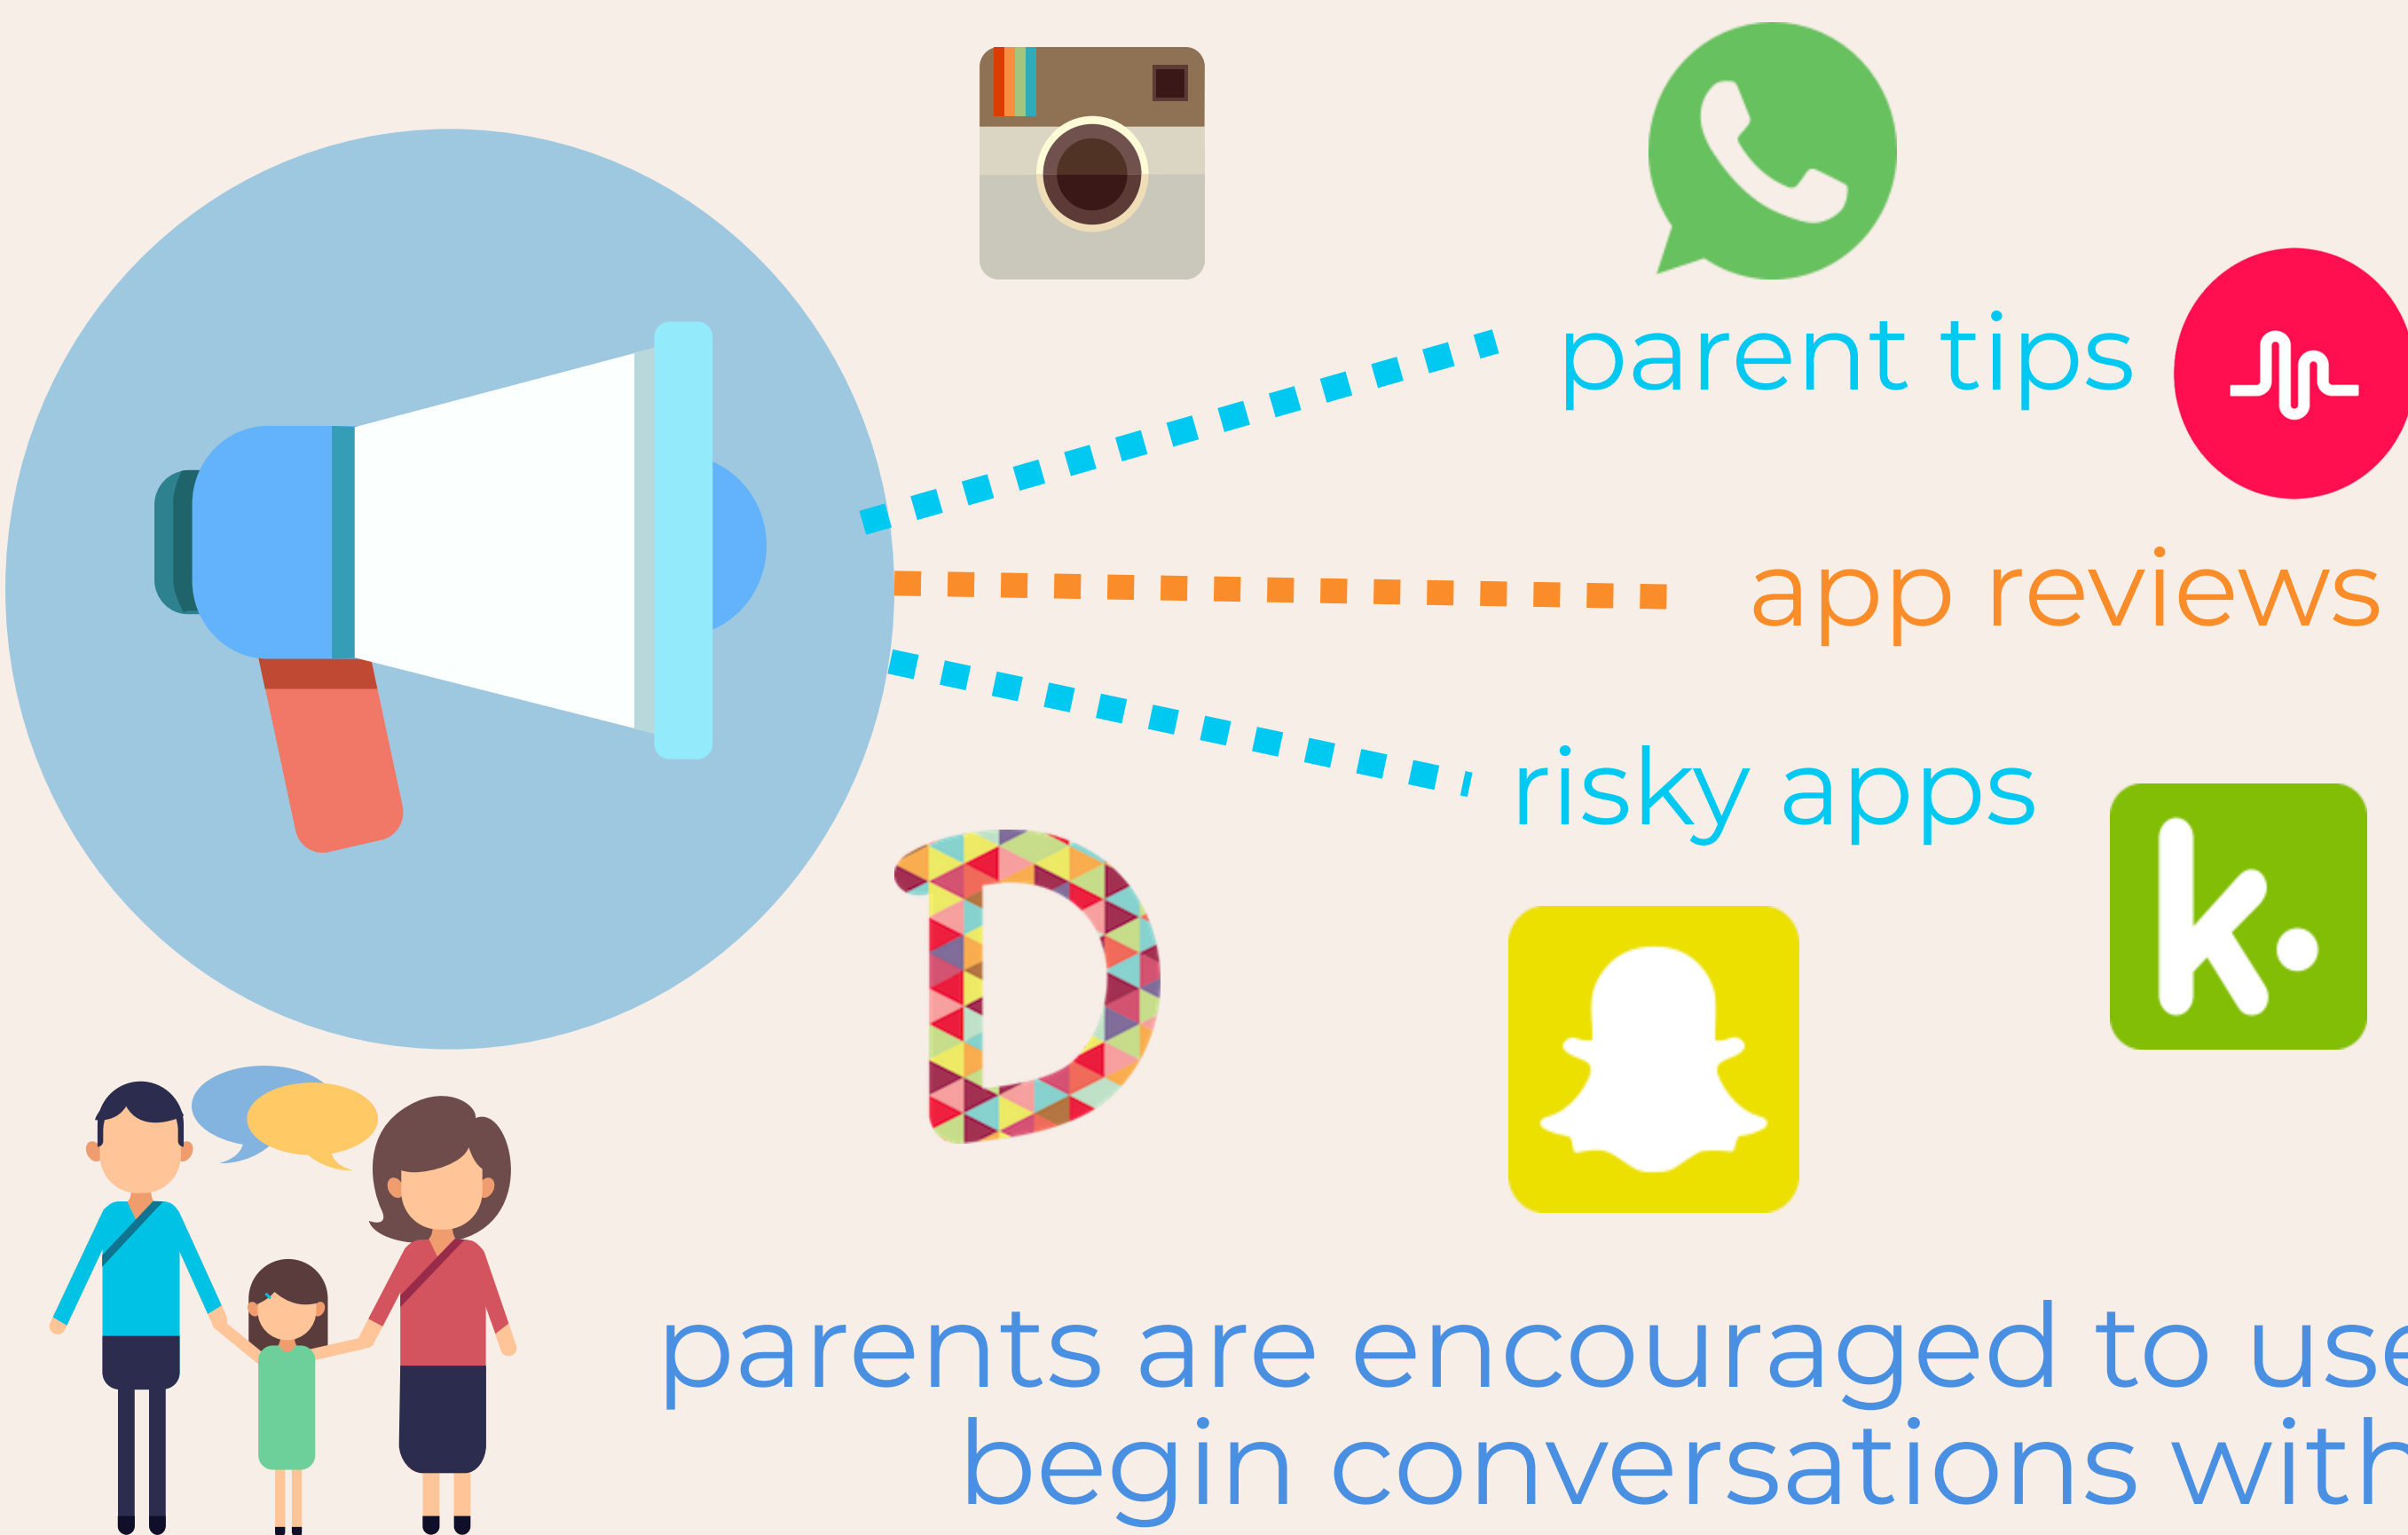 parent tips
app reviews
risky apps
D
k.
parents are encouraged to use
begin conversations with